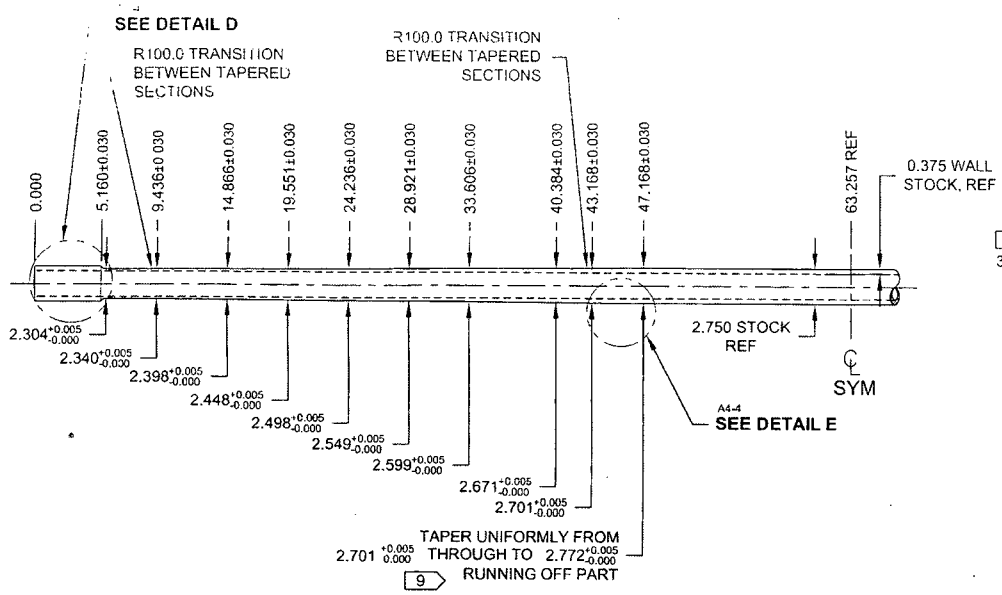 SEE DETAIL D
R100.0 TRANSITION
BETWEEN TAPERED
SECTIONS
R100.0 TRANSITION
BETWEEN TAPERED
SECTIONS
0.000
5.160±0.030
9.436±0.030
14.866±0.030
19.551±0.030
24.236±0.030
28.921±0.030
33.606±0.030
40.384±0.030
43.168±0.030
47.168±0.030
63.257 REF
0.375 WALL
STOCK, REF
3
2.304 +0.005 -0.000
2.340 +0.005 -0.000
2.398 +0.005 -0.000
2.448 +0.005 -0.000
2.498 +0.005 -0.000
2.549 +0.005 -0.000
2.599 +0.005 -0.000
2.671 +0.005 -0.000
2.701 +0.005 -0.000
2.750 STOCK
REF
℄
SYM
A4-4
SEE DETAIL E
TAPER UNIFORMLY FROM
2.701 +0.005 0.000 THROUGH TO 2.772 +0.005 -0.000
9 RUNNING OFF PART